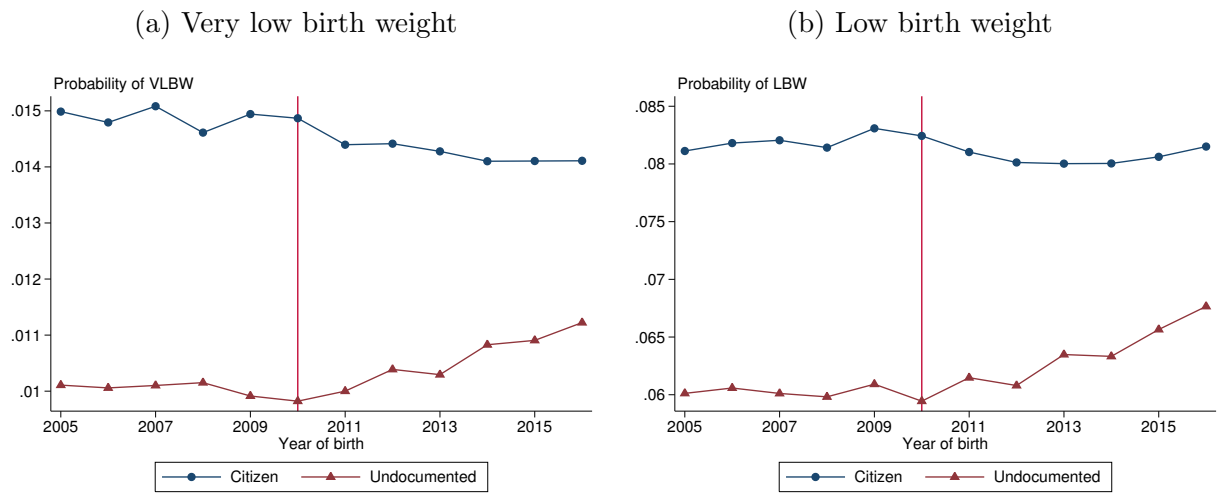 (a) Very low birth weight
Probability of VLBW
.015
.014
.013
.012
.011
.01
2005 2007 2009 2011 2013 2015
Year of birth
Citizen Undocumented
(b) Low birth weight
Probability of LBW
.085
.08
.075
.07
.065
.06
2005 2007 2009 2011 2013 2015
Year of birth
Citizen Undocumented